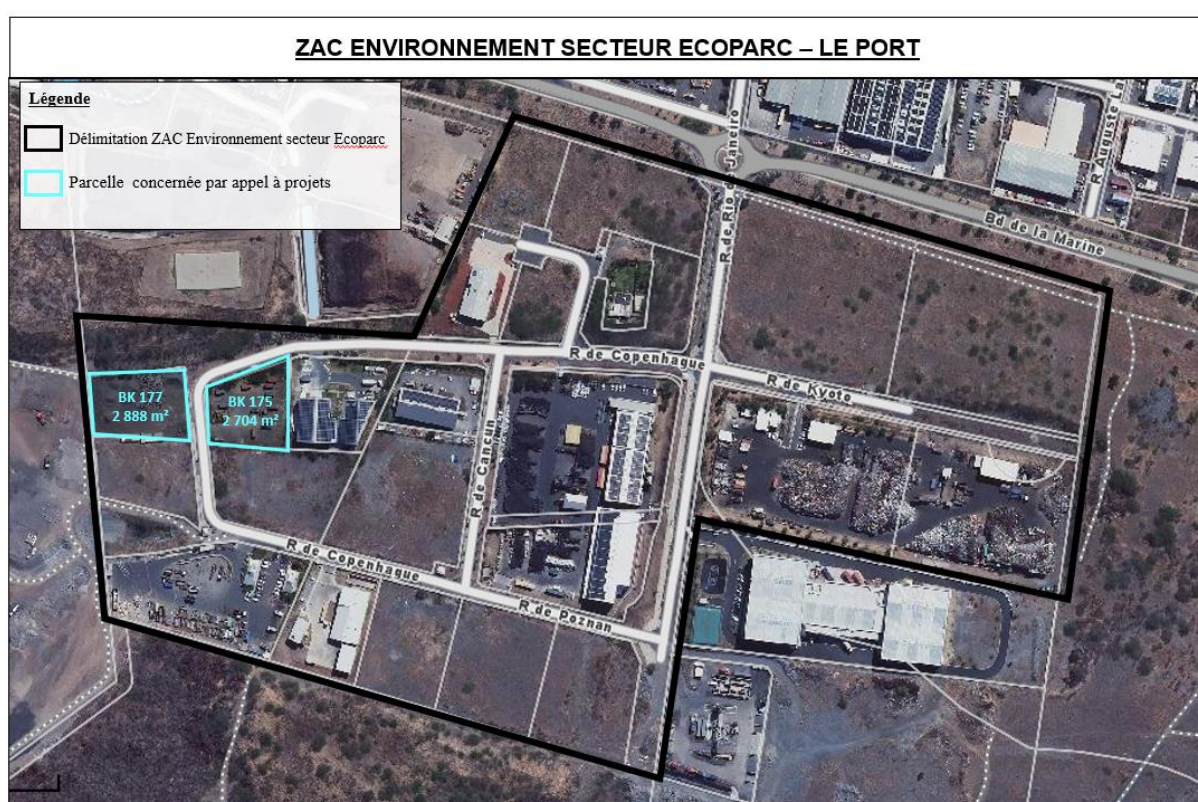 ZAC ENVIRONNEMENT SECTEUR ECOPARC – LE PORT
Légende
Délimitation ZAC Environnement secteur Ecoparc
Parcelle concernée par appel à projets
R de Rio de Janeiro
R Auguste La
Bd de la Marine
R de Copenhague
R de Kyoto
BK 177
2 888 m²
BK 175
2 704 m²
R de Cancun
R de Copenhague
R de Poznan